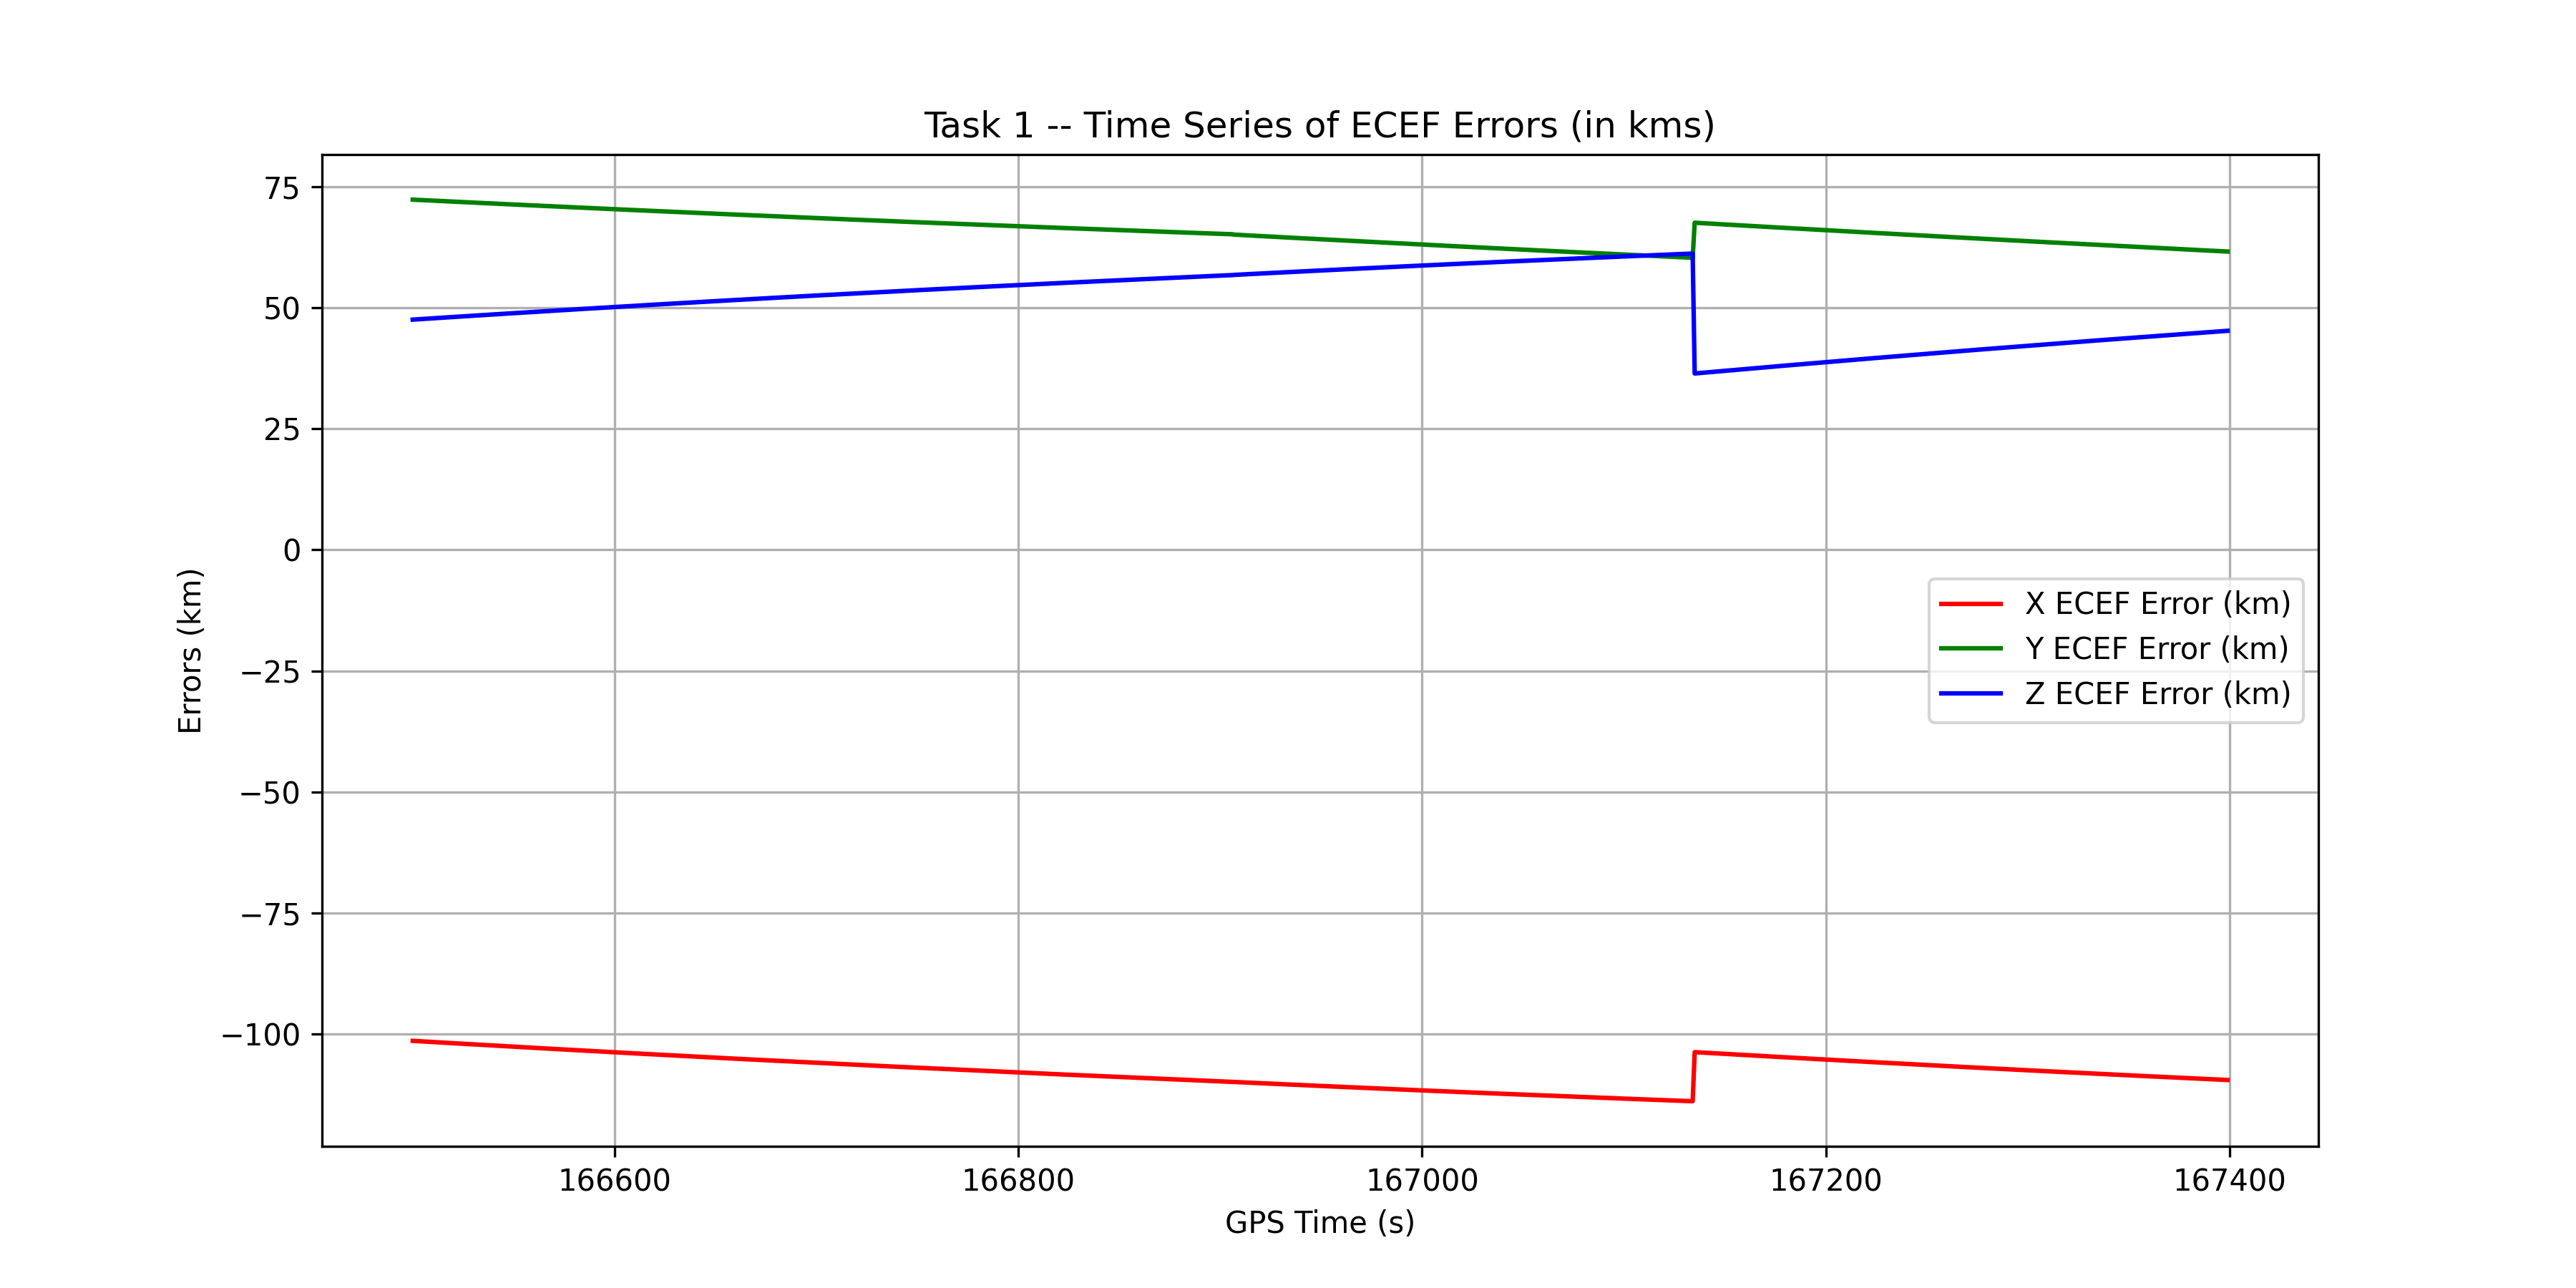 Task 1 -- Time Series of ECEF Errors (in kms)
75
50
25
0
−25
−50
−75
−100
Errors (km)
X ECEF Error (km)
Y ECEF Error (km)
Z ECEF Error (km)
166600 166800 167000 167200 167400
GPS Time (s)